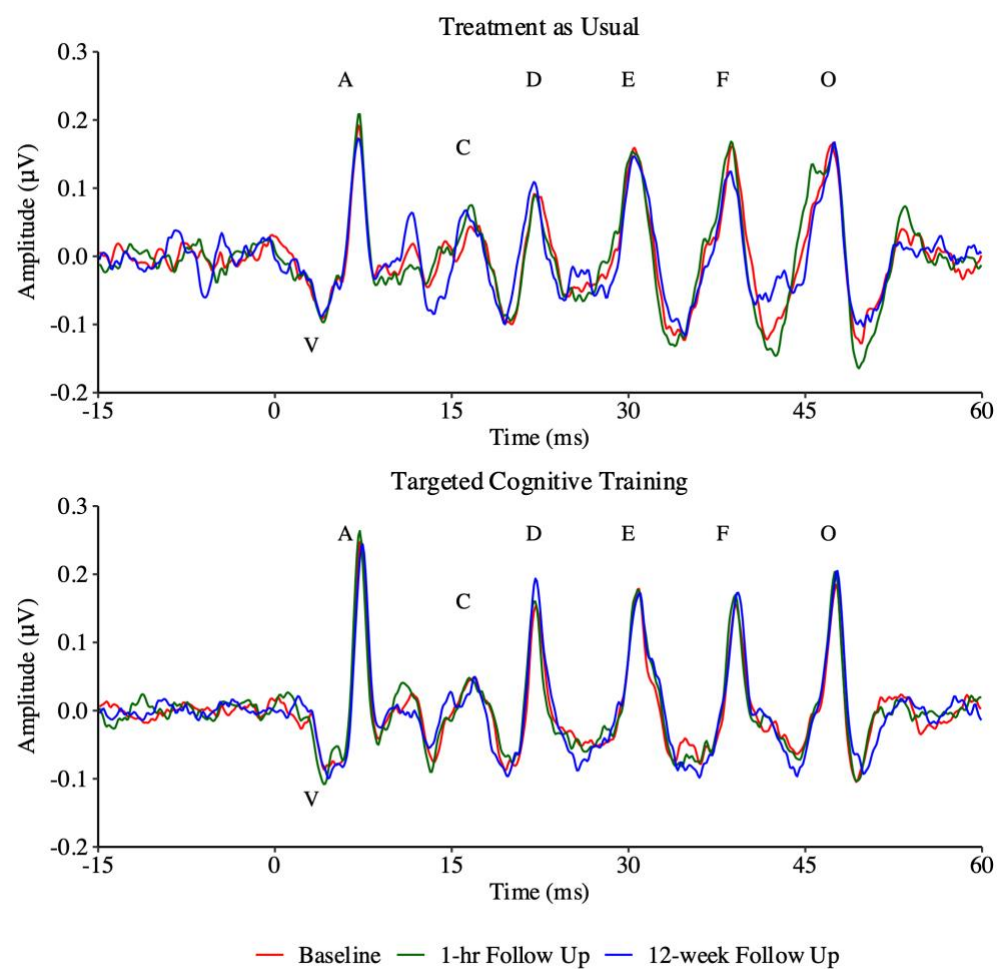 Treatment as Usual
0.3
A D E F O
0.2
C
0.1
0.0
-0.1
V
-0.2
Amplitude (µV)
-15 0 15 30 45 60
Time (ms)
Targeted Cognitive Training
0.3
A D E F O
0.2
C
0.1
0.0
-0.1
V
-0.2
Amplitude (µV)
-15 0 15 30 45 60
Time (ms)
Baseline 1-hr Follow Up 12-week Follow Up